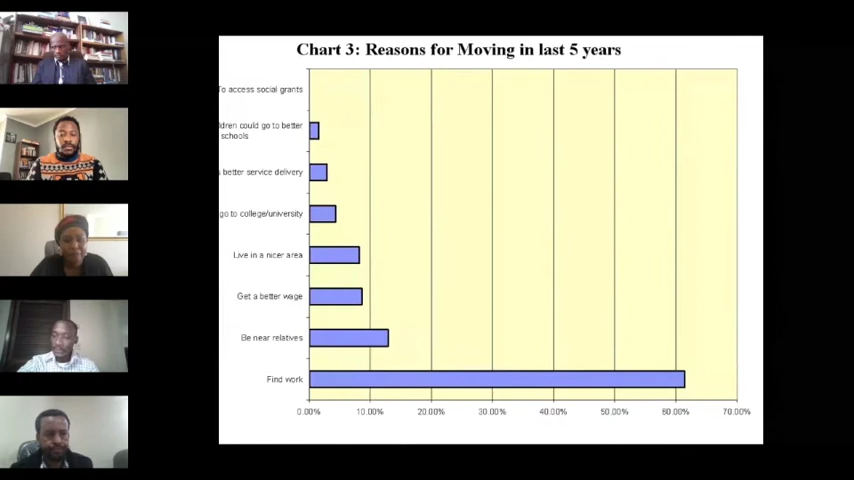 Chart 3: Reasons for Moving in last 5 years
To access social grants
ldren could go to better
schools
s better service delivery
go to college/university
Live in a nicer area
Get a better wage
Be near relatives
Find work
0.00% 10.00% 20.00% 30.00% 40.00% 50.00% 60.00% 70.00%